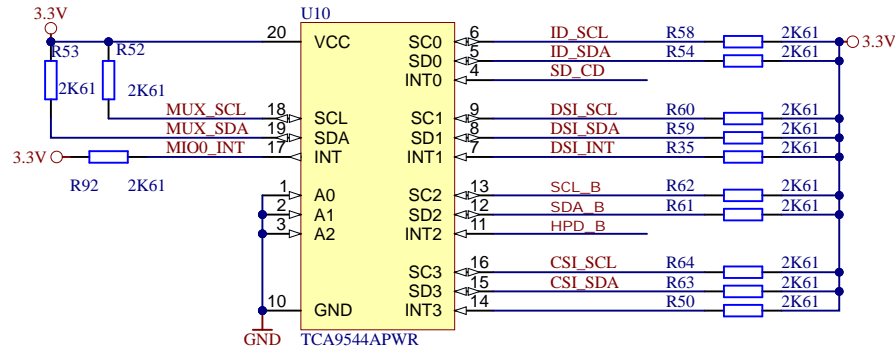 3.3V U10
20 VCC SC0 6 ID_SCL R58 2K61
R53 R52 SD0 5 ID_SDA R54 2K61 3.3V
INT0 4 SD_CD
2K61 2K61
MUX_SCL 18 SCL SC1 9 DSI_SCL R60 2K61
MUX_SDA 19 SDA SD1 8 DSI_SDA R59 2K61
3.3V MIO0_INT 17 INT INT1 7 DSI_INT R35 2K61
R92 2K61
1 A0 SC2 13 SCL_B R62 2K61
2 A1 SD2 12 SDA_B R61 2K61
3 A2 INT2 11 HPD_B
SC3 16 CSI_SCL R64 2K61
SD3 15 CSI_SDA R63 2K61
10 GND INT3 14 R50 2K61
GND TCA9544APWR